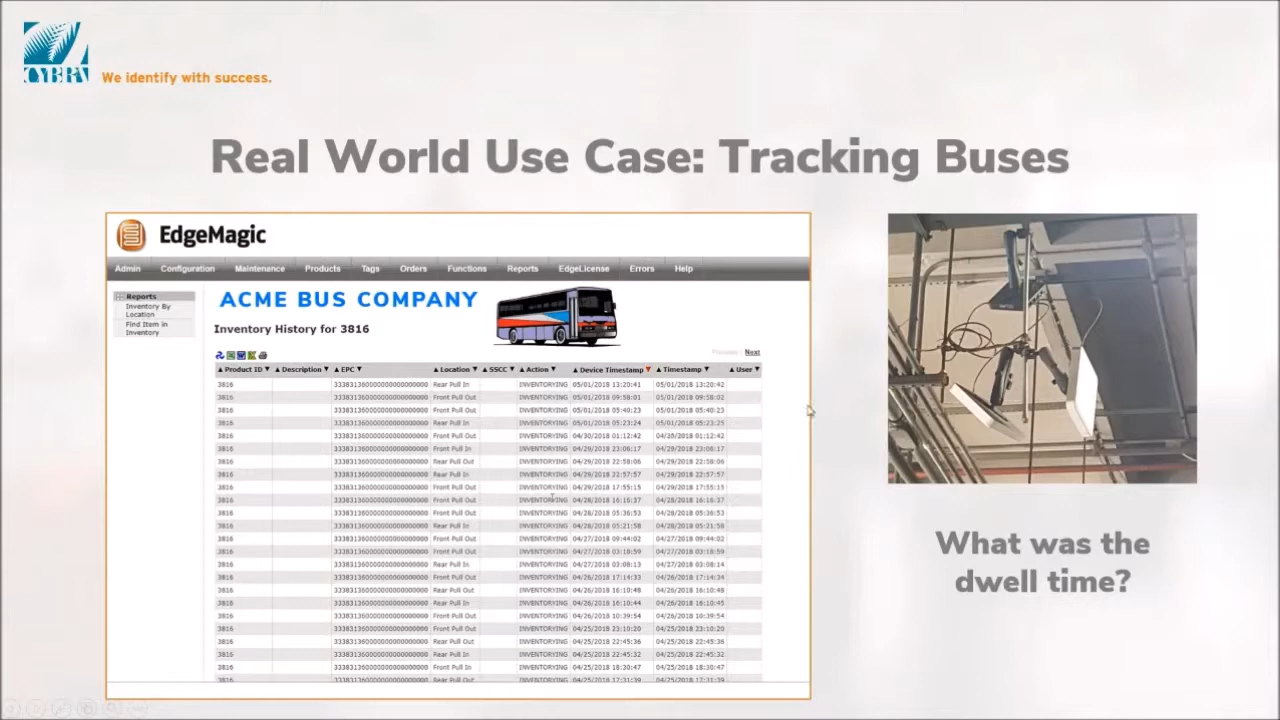 CYBRA
We identify with success.
Real World Use Case: Tracking Buses
EdgeMagic
Admin Configuration Maintenance Products Tags Orders Functions Reports EdgeLicense Errors Help
Reports
Inventory By
Location
Find Item in
Inventory
ACME BUS COMPANY
Inventory History for 3816
Previous Next
▲ Product ID ▼ ▲ Description ▼ ▲ EPC ▼ ▲ Location ▼ ▲ SSCC ▼ ▲ Action ▼ ▲ Device Timestamp ▼ ▲ Timestamp ▼ ▲ User ▼
3816 Rear Pull In INVENTORYING 05/01/2018 13:20:41 05/01/2018 13:20:42
3816 Front Pull Out INVENTORYING 05/01/2018 09:58:01 05/01/2018 09:58:02
3816 Front Pull Out INVENTORYING 05/01/2018 05:40:23 05/01/2018 05:40:23
3816 Rear Pull In INVENTORYING 05/01/2018 05:23:24 05/01/2018 05:23:25
3816 Front Pull Out INVENTORYING 04/30/2018 01:12:42 04/28/2018 01:12:42
3816 Front Pull In INVENTORYING 04/29/2018 23:06:17 04/29/2018 23:06:17
3816 Rear Pull Out INVENTORYING 04/29/2018 22:58:06 04/29/2018 22:58:06
3816 Rear Pull In INVENTORYING 04/29/2018 22:57:57 04/29/2018 22:57:57
3816 Front Pull Out INVENTORYING 04/29/2018 17:55:15 04/29/2018 17:55:15
3816 Front Pull Out INVENTORYING 04/28/2018 16:16:37 04/28/2018 16:16:37
3816 Front Pull Out INVENTORYING 04/28/2018 05:36:53 04/28/2018 05:36:53
3816 Rear Pull In INVENTORYING 04/28/2018 05:21:58 04/28/2018 05:21:58
3816 Front Pull Out INVENTORYING 04/27/2018 09:44:02 04/27/2018 09:44:02
3816 Front Pull Out INVENTORYING 04/27/2018 03:18:59 04/27/2018 03:18:59
3816 Rear Pull In INVENTORYING 04/27/2018 03:08:13 04/27/2018 03:08:14
3816 Front Pull Out INVENTORYING 04/26/2018 17:14:33 04/26/2018 17:14:34
3816 Rear Pull Out INVENTORYING 04/26/2018 16:10:48 04/26/2018 16:10:48
3816 Rear Pull In INVENTORYING 04/26/2018 16:10:44 04/26/2018 16:10:45
3816 Front Pull Out INVENTORYING 04/26/2018 10:39:54 04/26/2018 10:39:54
3816 Front Pull Out INVENTORYING 04/25/2018 23:10:20 04/25/2018 23:10:20
3816 Rear Pull Out INVENTORYING 04/25/2018 22:45:36 04/25/2018 22:45:36
3816 Rear Pull In INVENTORYING 04/25/2018 22:45:32 04/25/2018 22:45:32
3816 Front Pull In INVENTORYING 04/25/2018 18:30:47 04/25/2018 18:30:47
3816 Rear Pull Out INVENTORYING 04/25/2018 17:31:39 04/25/2018 17:31:39
What was the
dwell time?